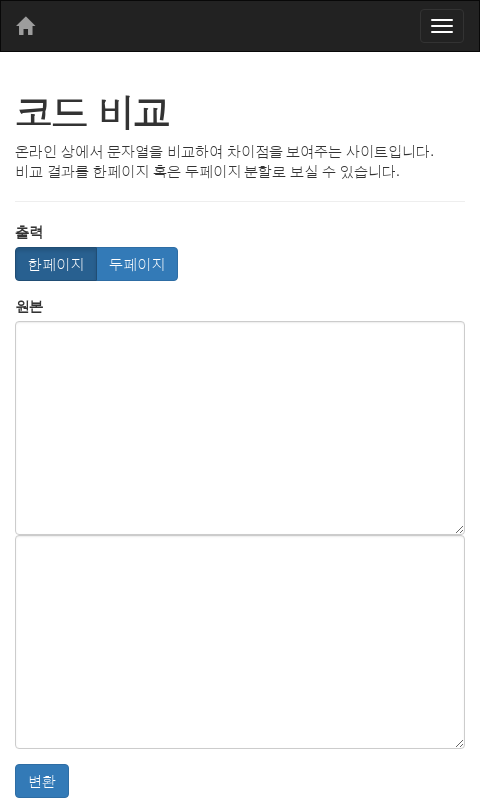 코드 비교
온라인 상에서 문자열을 비교하여 차이점을 보여주는 사이트입니다.
비교 결과를 한페이지 혹은 두페이지 분할로 보실 수 있습니다.
출력
한페이지 두페이지
원본
변환